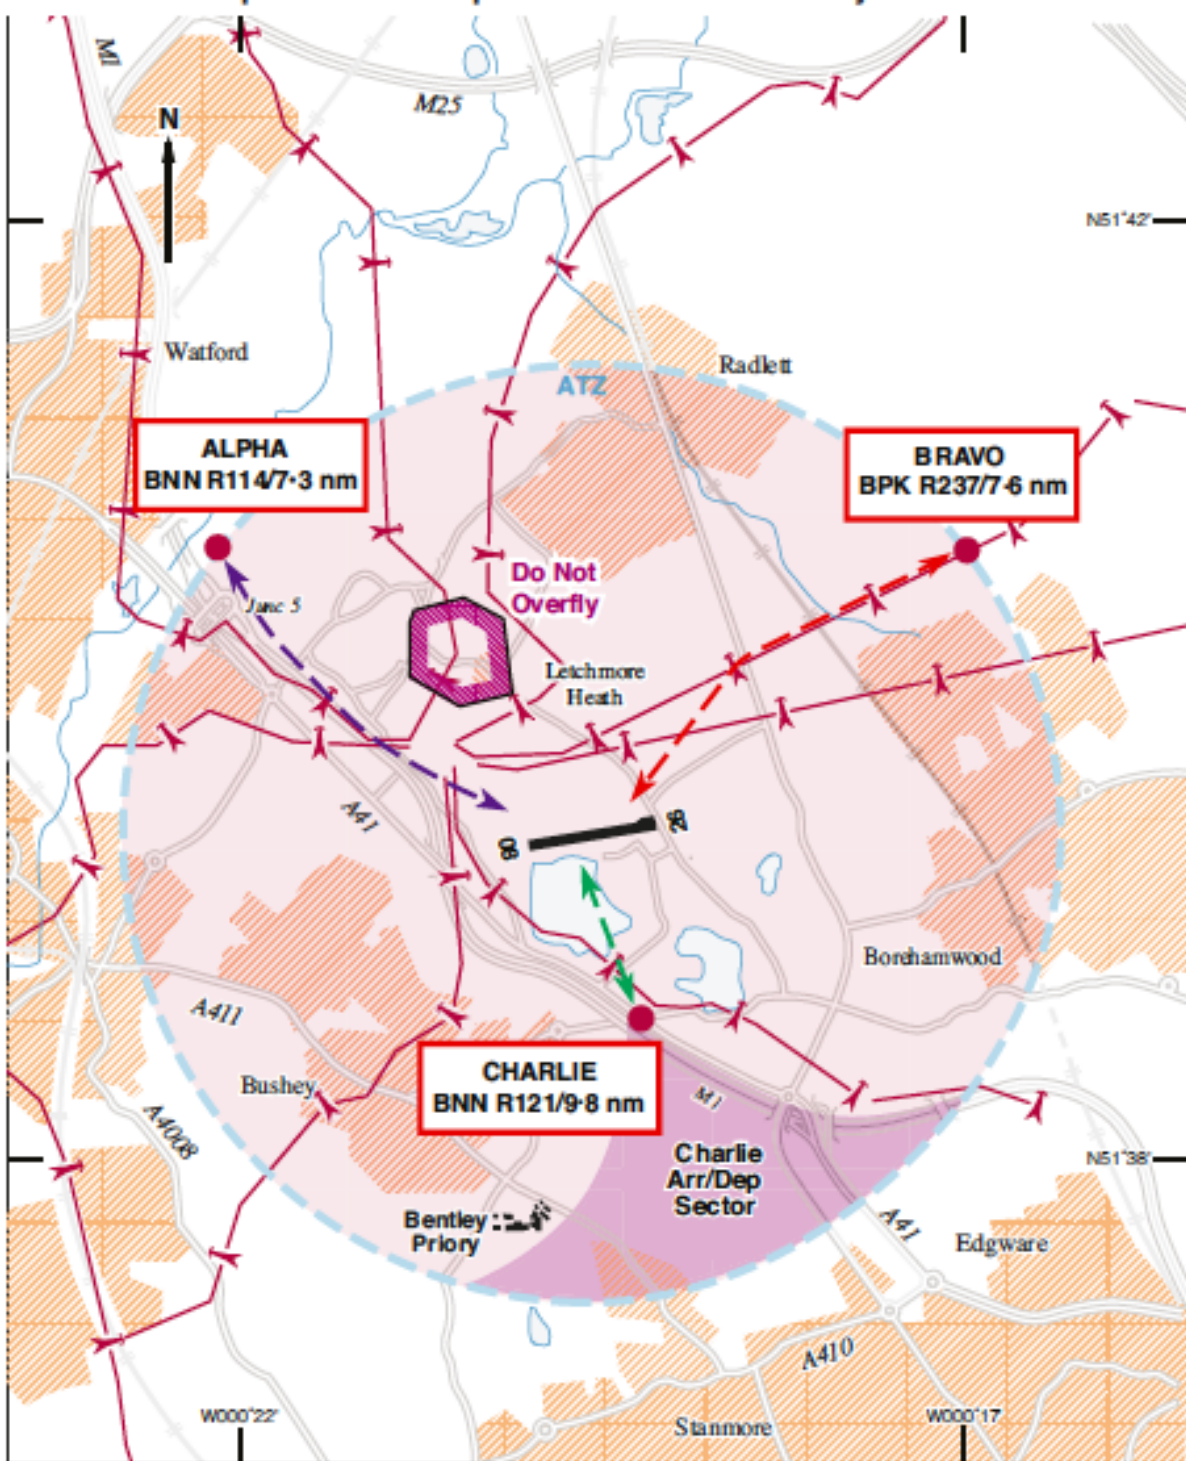 M1
M25
N
N51°42'
Watford
Radlett
ATZ
ALPHA
BNN R114/7·3 nm
BRAVO
BPK R237/7·6 nm
Do Not
Overfly
Junc 5
Letchmore
Heath
A41
08
26
Borehamwood
A411
CHARLIE
BNN R121/9·8 nm
Bushey
M1
A4008
Charlie
Arr/Dep
Sector
N51°38'
Bentley
Priory
A41
Edgware
A410
W000°22'
W000°17'
Stanmore